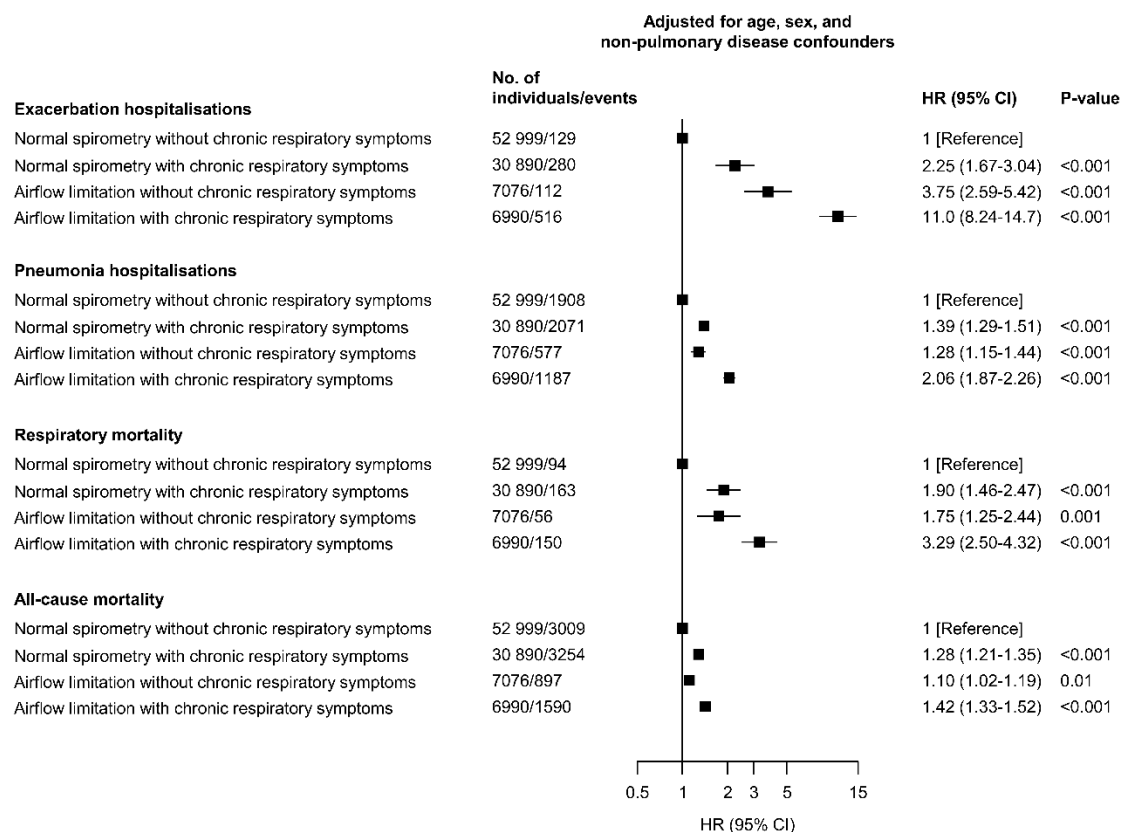 Adjusted for age, sex, and
non-pulmonary disease confounders
No. of
individuals/events
HR (95% CI)
P-value
Exacerbation hospitalisations
Normal spirometry without chronic respiratory symptoms 52 999/129 1 [Reference]
Normal spirometry with chronic respiratory symptoms 30 890/280 2.25 (1.67-3.04) <0.001
Airflow limitation without chronic respiratory symptoms 7076/112 3.75 (2.59-5.42) <0.001
Airflow limitation with chronic respiratory symptoms 6990/516 11.0 (8.24-14.7) <0.001
Pneumonia hospitalisations
Normal spirometry without chronic respiratory symptoms 52 999/1908 1 [Reference]
Normal spirometry with chronic respiratory symptoms 30 890/2071 1.39 (1.29-1.51) <0.001
Airflow limitation without chronic respiratory symptoms 7076/577 1.28 (1.15-1.44) <0.001
Airflow limitation with chronic respiratory symptoms 6990/1187 2.06 (1.87-2.26) <0.001
Respiratory mortality
Normal spirometry without chronic respiratory symptoms 52 999/94 1 [Reference]
Normal spirometry with chronic respiratory symptoms 30 890/163 1.90 (1.46-2.47) <0.001
Airflow limitation without chronic respiratory symptoms 7076/56 1.75 (1.25-2.44) 0.001
Airflow limitation with chronic respiratory symptoms 6990/150 3.29 (2.50-4.32) <0.001
All-cause mortality
Normal spirometry without chronic respiratory symptoms 52 999/3009 1 [Reference]
Normal spirometry with chronic respiratory symptoms 30 890/3254 1.28 (1.21-1.35) <0.001
Airflow limitation without chronic respiratory symptoms 7076/897 1.10 (1.02-1.19) 0.01
Airflow limitation with chronic respiratory symptoms 6990/1590 1.42 (1.33-1.52) <0.001
0.5 1 2 3 5 15
HR (95% CI)